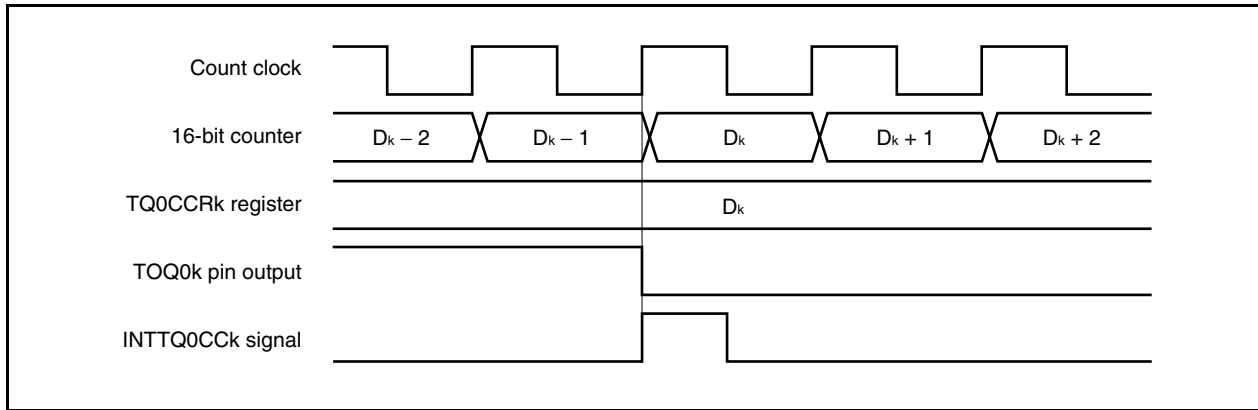 Count clock
16-bit counter
Dk − 2 Dk − 1 Dk Dk + 1 Dk + 2
TQ0CCRk register
Dk
TOQ0k pin output
INTTQ0CCk signal